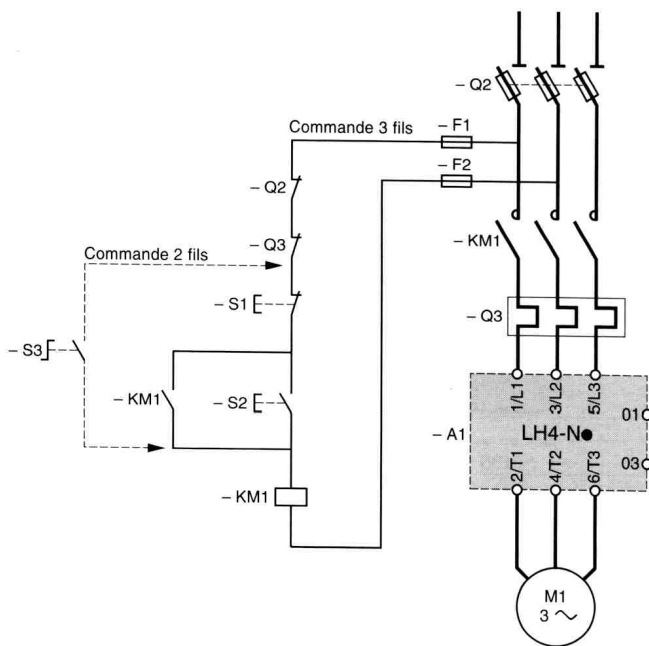 – Q2
– F1
Commande 3 fils
– F2
– Q2
– KM1
– Q3
Commande 2 fils
– S1
– Q3
– S3
1/L1
3/L2
5/L3
– KM1
– S2
01
– A1
LH4-N●
03
2/T1
4/T2
6/T3
– KM1
M1
3 ~